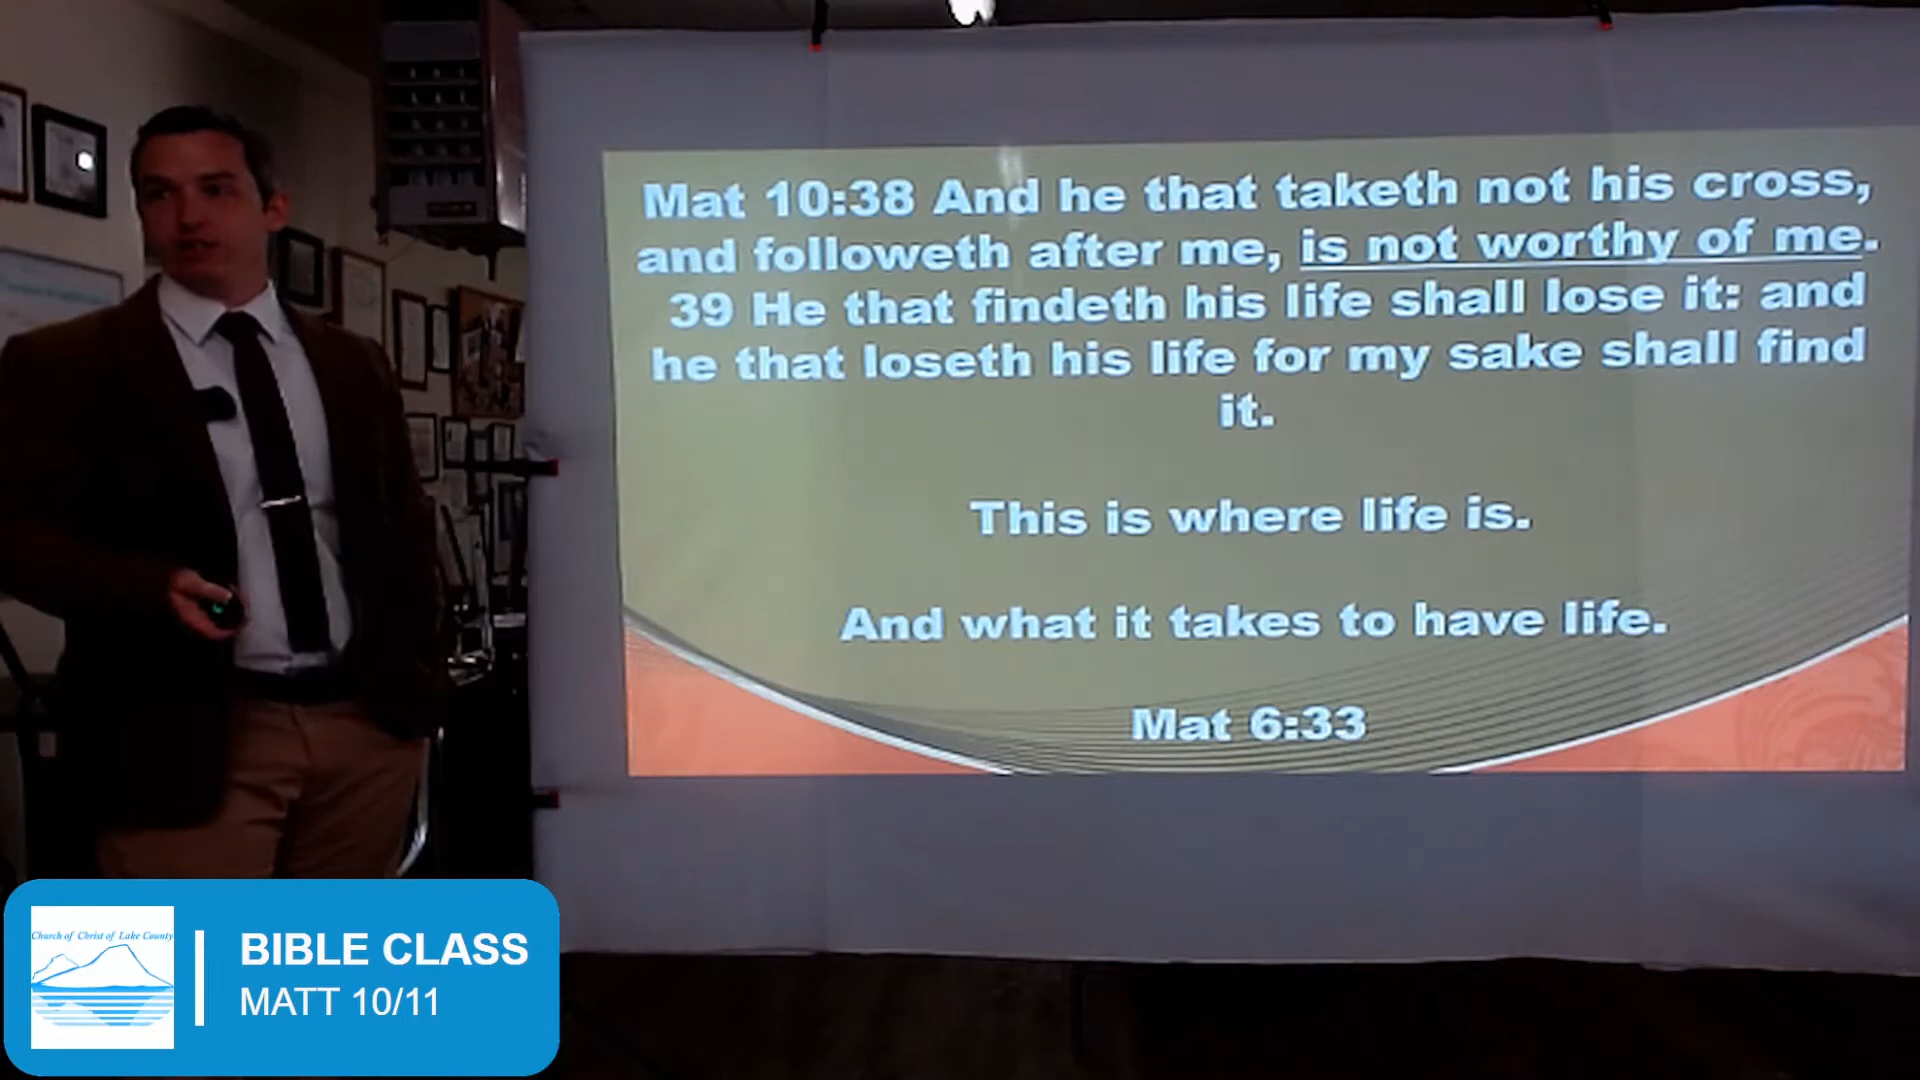 Mat 10:38 And he that taketh not his cross,
and followeth after me, is not worthy of me.
39 He that findeth his life shall lose it: and
he that loseth his life for my sake shall find
it.
This is where life is.
And what it takes to have life.
Mat 6:33
Church of Christ of Lake County
BIBLE CLASS
MATT 10/11